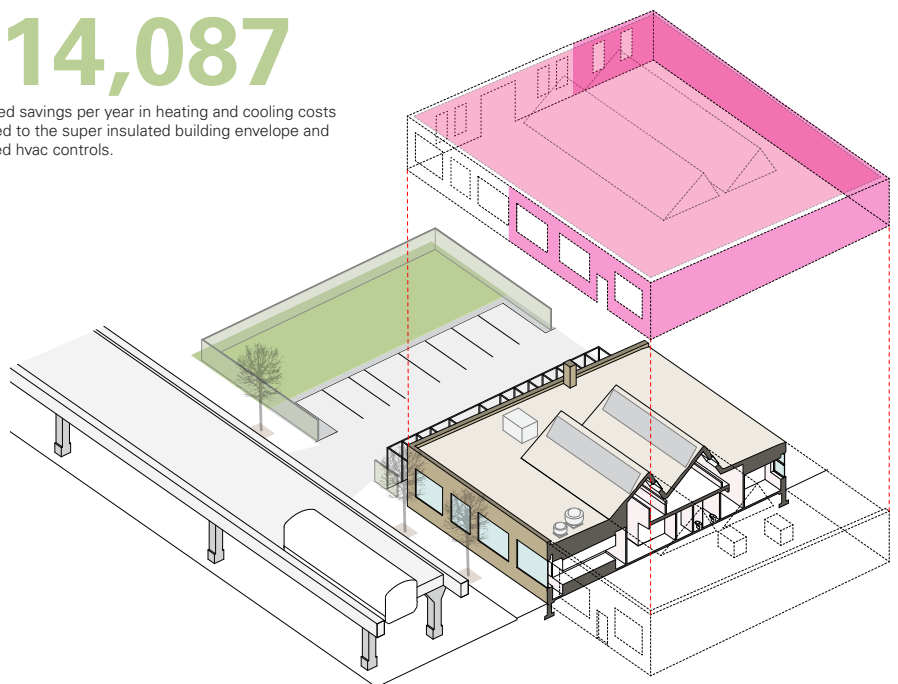 14,087
ed savings per year in heating and cooling costs
ed to the super insulated building envelope and
ed hvac controls.